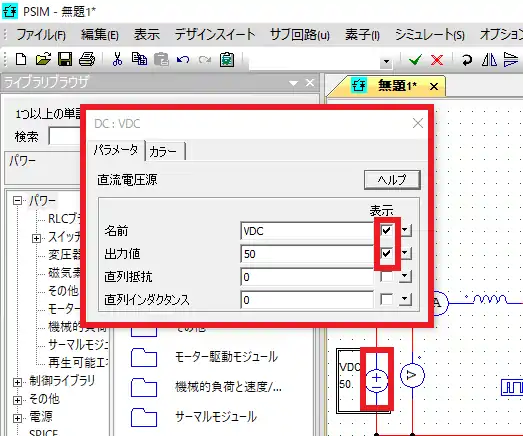 PSIM - 無題1*
ファイル(F) 編集(E) 表示 デザインスイート サブ回路(u) 素子(l) シミュレート(S) オプション
ライブラリブラウザ
無題1*
1つ以上の単語
検索
パワー
DC : VDC
パラメータ カラー
直流電圧源
ヘルプ
表示
名前 VDC
出力値 50
直列抵抗 0
直列インダクタンス 0
パワー
RLCブ
スイッチ
変圧器
磁気素
その他
モーター
機械的負荷
サーマルモジュ
再生可能エ
制御ライブラリ
その他
電源
SPICE
その他
モーター駆動モジュール
機械的負荷と速度/...
サーマルモジュール
A
VDC
50.
V